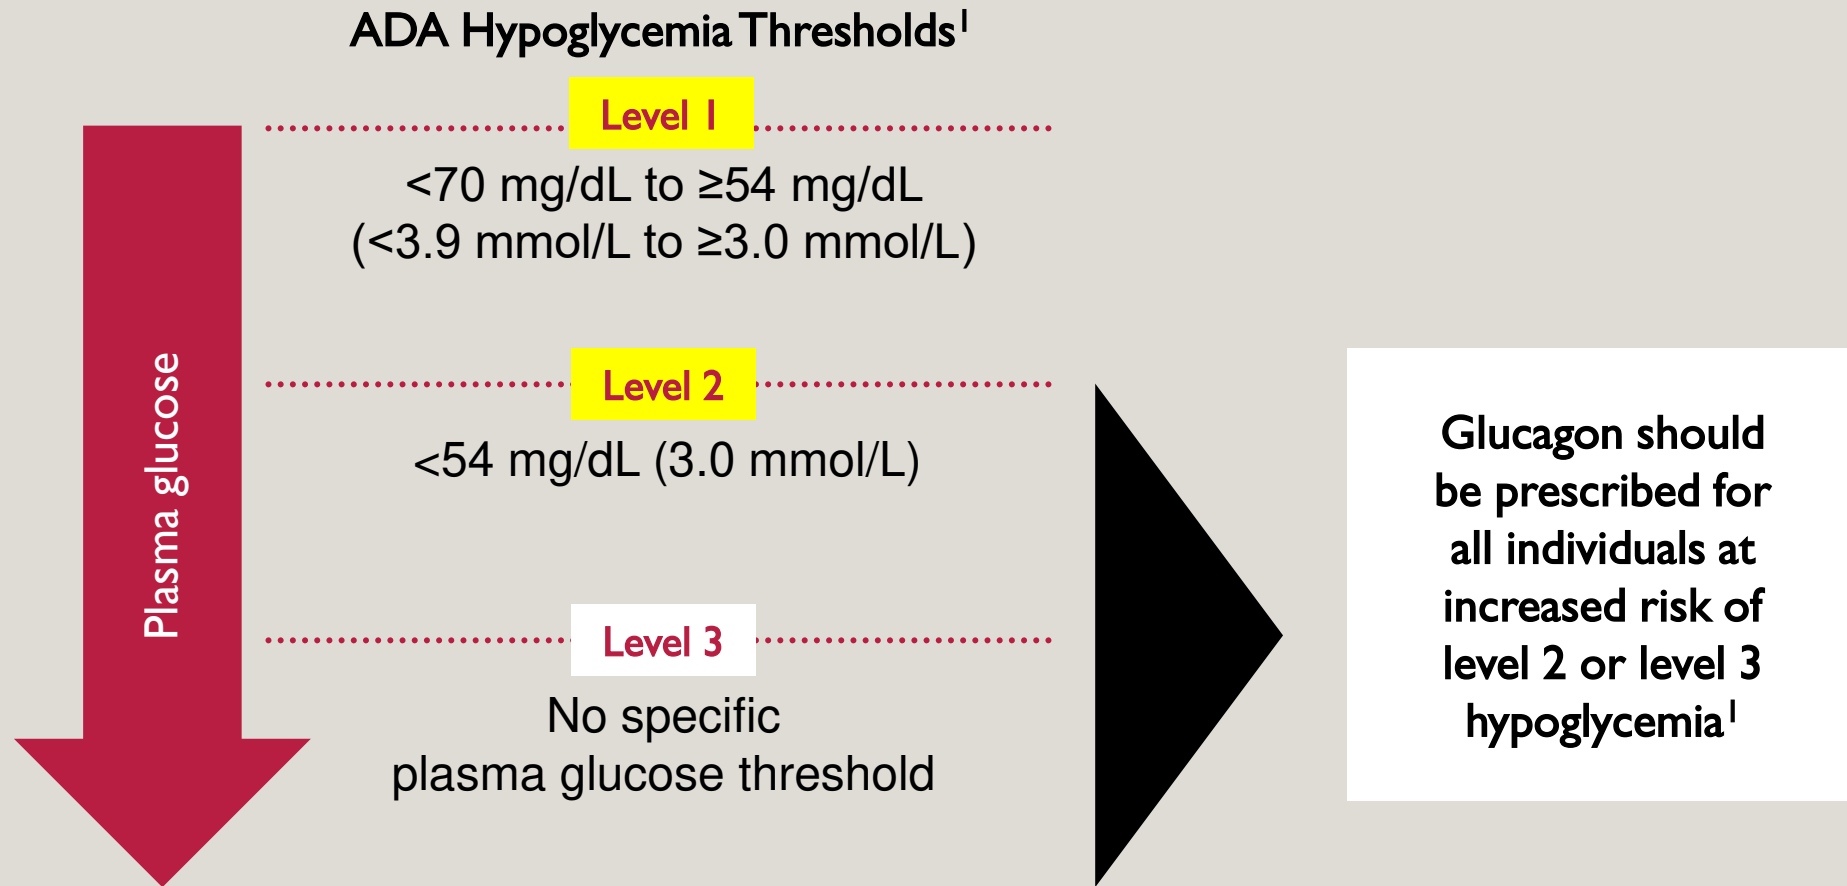 ADA Hypoglycemia Thresholds¹
Level 1
<70 mg/dL to ≥54 mg/dL
(<3.9 mmol/L to ≥3.0 mmol/L)
Plasma glucose
Level 2
<54 mg/dL (3.0 mmol/L)
Level 3
No specific
plasma glucose threshold
Glucagon should
be prescribed for
all individuals at
increased risk of
level 2 or level 3
hypoglycemia¹